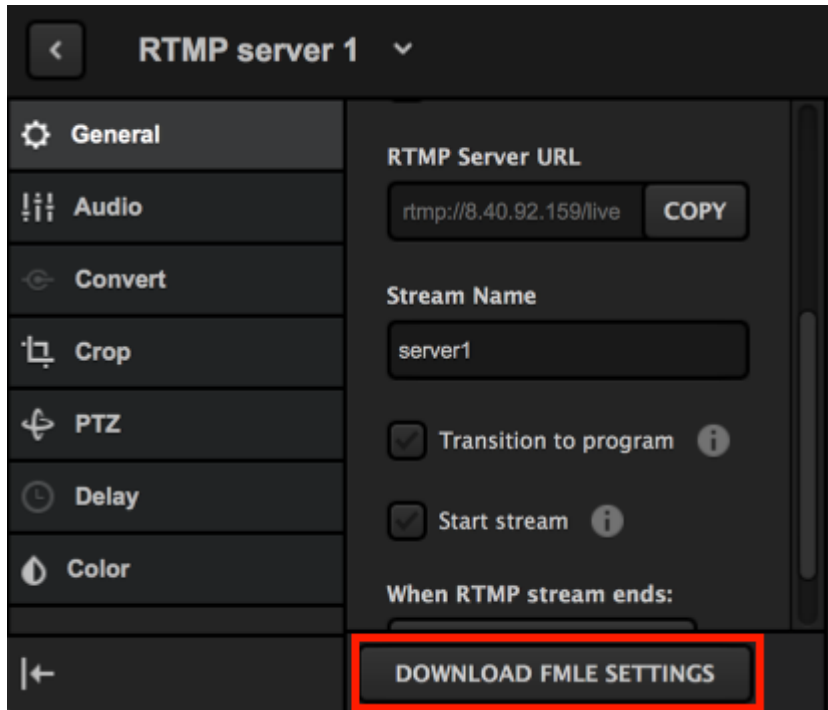 RTMP server 1
General
Audio
Convert
Crop
PTZ
Delay
Color
RTMP Server URL
rtmp://8.40.92.159/live COPY
Stream Name
server1
Transition to program
Start stream
When RTMP stream ends:
DOWNLOAD FMLE SETTINGS